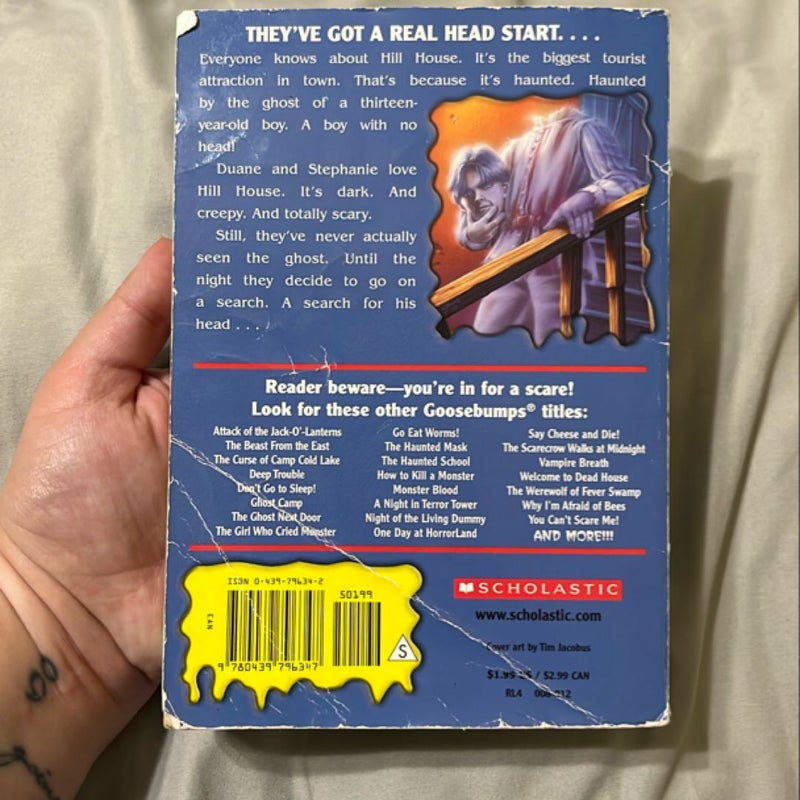 THEY'VE GOT A REAL HEAD START. . . .
Everyone knows about Hill House. It's the biggest tourist
attraction in town. That's because it's haunted. Haunted
by the ghost of a thirteen-
year-old boy. A boy with no
head!
Duane and Stephanie love
Hill House. It's dark. And
creepy. And totally scary.
Still, they've never actually
seen the ghost. Until the
night they decide to go on
a search. A search for his
head . . . .
Reader beware—you're in for a scare!
Look for these other Goosebumps® titles:
Attack of the Jack-O'-Lanterns
The Beast From the East
The Curse of Camp Cold Lake
Deep Trouble
Don't Go to Sleep!
Ghost Camp
The Ghost Next Door
The Girl Who Cried Monster
Go Eat Worms!
The Haunted Mask
The Haunted School
How to Kill a Monster
Monster Blood
A Night in Terror Tower
Night of the Living Dummy
One Day at HorrorLand
Say Cheese and Die!
The Scarecrow Walks at Midnight
Vampire Breath
Welcome to Dead House
The Werewolf of Fever Swamp
Why I'm Afraid of Bees
You Can't Scare Me!
AND MORE!!!
ISBN 0-439-79634-2
50199
EAN
9 780439 796347
S
SCHOLASTIC
www.scholastic.com
Cover art by Tim Jacobus
$1.99 US / $2.99 CAN
RL4 008-012